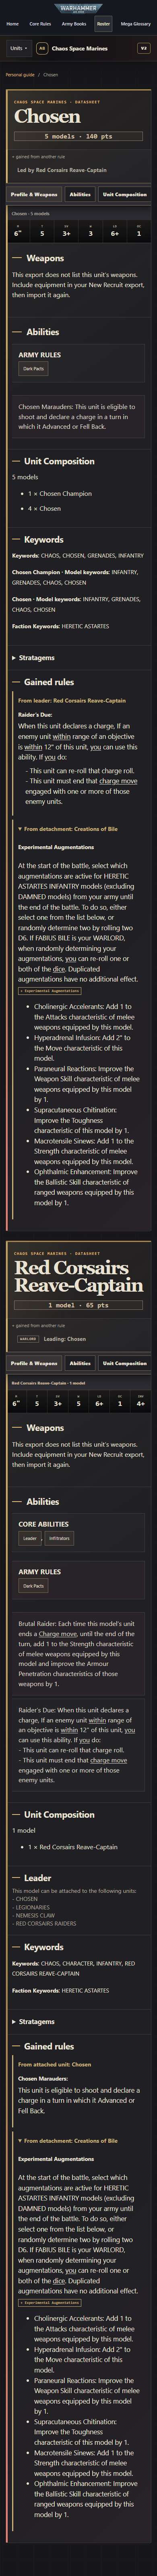 WARHAMMER
Home Core Rules Army Books Roster Mega Glossary
Units Chaos Space Marines V2
Personal guide / Chosen
CHAOS SPACE MARINES · DATASHEET
Chosen
5 models · 140 pts
= gained from another rule
Led by Red Corsairs Reave-Captain
Profile & Weapons Abilities Unit Composition
Chosen · 5 models
M T SV W LD OC
6" 5 3+ 3 6+ 1
Weapons
This export does not list this unit's weapons.
Include equipment in your New Recruit export,
then import it again.
Abilities
ARMY RULES
Dark Pacts
Chosen Marauders: This unit is eligible to
shoot and declare a charge in a turn in
which it Advanced or Fell Back.
Unit Composition
5 models
• 1 × Chosen Champion
• 4 × Chosen
Keywords
Keywords: CHAOS, CHOSEN, GRENADES, INFANTRY
Chosen Champion · Model keywords: INFANTRY,
GRENADES, CHAOS, CHOSEN
Chosen · Model keywords: INFANTRY, GRENADES,
CHAOS, CHOSEN
Faction Keywords: HERETIC ASTARTES
▶ Stratagems
Gained rules
From leader: Red Corsairs Reave-Captain
Raider's Due:
When this unit declares a charge, If an
enemy unit within range of an objective
is within 12" of this unit, you can use this
ability. If you do:
- This unit can re-roll that charge roll.
- This unit must end that charge move
engaged with one or more of those
enemy units.
▼ From detachment: Creations of Bile
Experimental Augmentations
At the start of the battle, select which
augmentations are active for HERETIC
ASTARTES INFANTRY models (excluding
DAMNED models) from your army until
the end of the battle. To do so, either
select one from the list below, or
randomly determine two by rolling two
D6. If FABIUS BILE is your WARLORD,
when randomly determining your
augmentations, you can re-roll one or
both of the dice. Duplicated
augmentations have no additional effect.
Experimental Augmentations
• Cholinergic Accelerants: Add 1 to
the Attacks characteristic of melee
weapons equipped by this model.
• Hyperadrenal Infusion: Add 2" to
the Move characteristic of this
model.
• Paraneural Reactions: Improve the
Weapon Skill characteristic of melee
weapons equipped by this model
by 1.
• Supracutaneous Chitination:
Improve the Toughness
characteristic of this model by 1.
• Macrotensile Sinews: Add 1 to the
Strength characteristic of melee
weapons equipped by this model.
• Ophthalmic Enhancement: Improve
the Ballistic Skill characteristic of
ranged weapons equipped by this
model by 1.
CHAOS SPACE MARINES · DATASHEET
Red Corsairs
Reave-Captain
1 model · 65 pts
= gained from another rule
WARLORD Leading: Chosen
Profile & Weapons Abilities Unit Composition
Red Corsairs Reave-Captain · 1 model
M T SV W LD OC INV
6" 5 3+ 5 6+ 1 4+
Weapons
This export does not list this unit's weapons.
Include equipment in your New Recruit export,
then import it again.
Abilities
CORE ABILITIES
Leader, Infiltrators
ARMY RULES
Dark Pacts
Brutal Raider: Each time this model's unit
ends a Charge move, until the end of the
turn, add 1 to the Strength characteristic
of melee weapons equipped by this
model and improve the Armour
Penetration characteristics of those
weapons by 1.
Raider's Due: When this unit declares a
charge, If an enemy unit within range of
an objective is within 12" of this unit, you
can use this ability. If you do:
- This unit can re-roll that charge roll.
- This unit must end that charge move
engaged with one or more of those
enemy units.
Unit Composition
1 model
• 1 × Red Corsairs Reave-Captain
Leader
This model can be attached to the following units:
- CHOSEN
- LEGIONARIES
- NEMESIS CLAW
- RED CORSAIRS RAIDERS
Keywords
Keywords: CHAOS, CHARACTER, INFANTRY, RED
CORSAIRS REAVE-CAPTAIN
Faction Keywords: HERETIC ASTARTES
▶ Stratagems
Gained rules
From attached unit: Chosen
Chosen Marauders:
This unit is eligible to shoot and declare a
charge in a turn in which it Advanced or
Fell Back.
▼ From detachment: Creations of Bile
Experimental Augmentations
At the start of the battle, select which
augmentations are active for HERETIC
ASTARTES INFANTRY models (excluding
DAMNED models) from your army until
the end of the battle. To do so, either
select one from the list below, or
randomly determine two by rolling two
D6. If FABIUS BILE is your WARLORD,
when randomly determining your
augmentations, you can re-roll one or
both of the dice. Duplicated
augmentations have no additional effect.
Experimental Augmentations
• Cholinergic Accelerants: Add 1 to
the Attacks characteristic of melee
weapons equipped by this model.
• Hyperadrenal Infusion: Add 2" to
the Move characteristic of this
model.
• Paraneural Reactions: Improve the
Weapon Skill characteristic of melee
weapons equipped by this model
by 1.
• Supracutaneous Chitination:
Improve the Toughness
characteristic of this model by 1.
• Macrotensile Sinews: Add 1 to the
Strength characteristic of melee
weapons equipped by this model.
• Ophthalmic Enhancement: Improve
the Ballistic Skill characteristic of
ranged weapons equipped by this
model by 1.